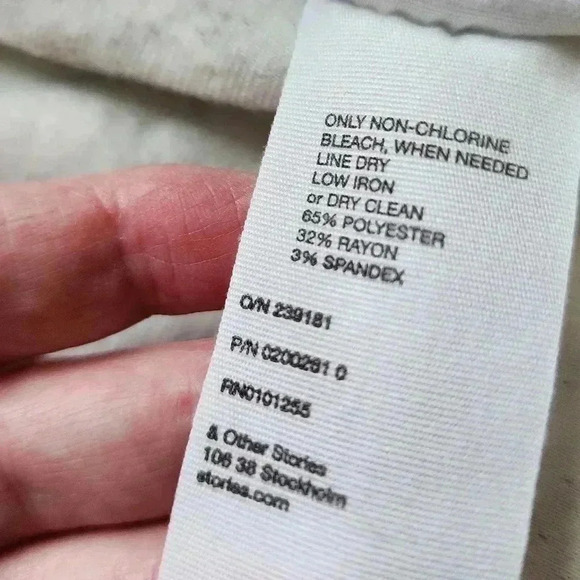 ONLY NON-CHLORINE
BLEACH, WHEN NEEDED
LINE DRY
LOW IRON
or DRY CLEAN
65% POLYESTER
32% RAYON
3% SPANDEX
O/N 239181
P/N 0200261 0
RN0101255
& Other Stories
106 38 Stockholm
stories.com